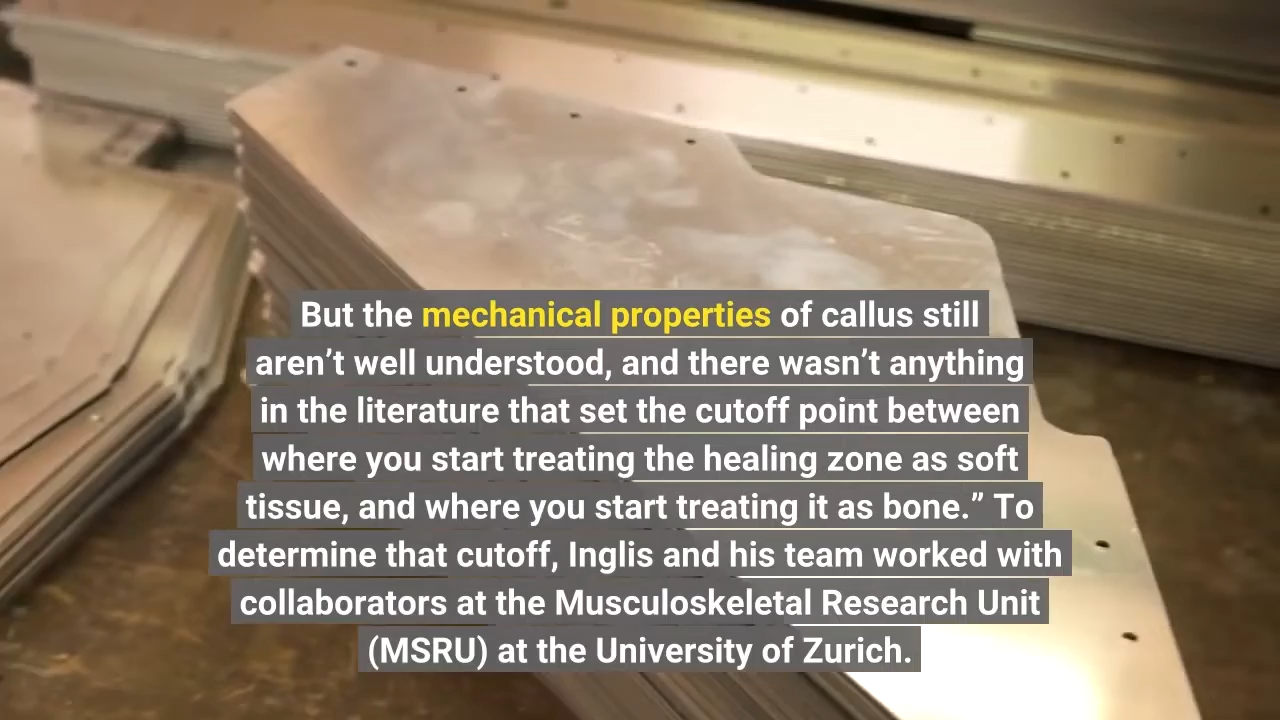 But the mechanical properties of callus still
aren’t well understood, and there wasn’t anything
in the literature that set the cutoff point between
where you start treating the healing zone as soft
tissue, and where you start treating it as bone.” To
determine that cutoff, Inglis and his team worked with
collaborators at the Musculoskeletal Research Unit
(MSRU) at the University of Zurich.